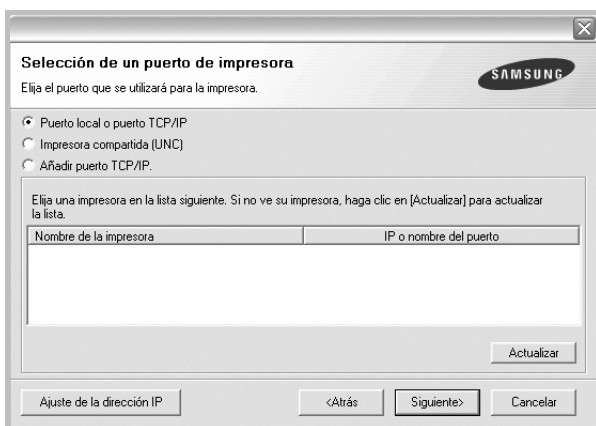 Selección de un puerto de impresora
Elija el puerto que se utilizará para la impresora.
SAMSUNG
Puerto local o puerto TCP/IP
Impresora compartida (UNC)
Añadir puerto TCP/IP.
Elija una impresora en la lista siguiente. Si no ve su impresora, haga clic en [Actualizar] para actualizar
la lista.
Nombre de la impresora IP o nombre del puerto
Actualizar
Ajuste de la dirección IP <Atrás Siguiente> Cancelar